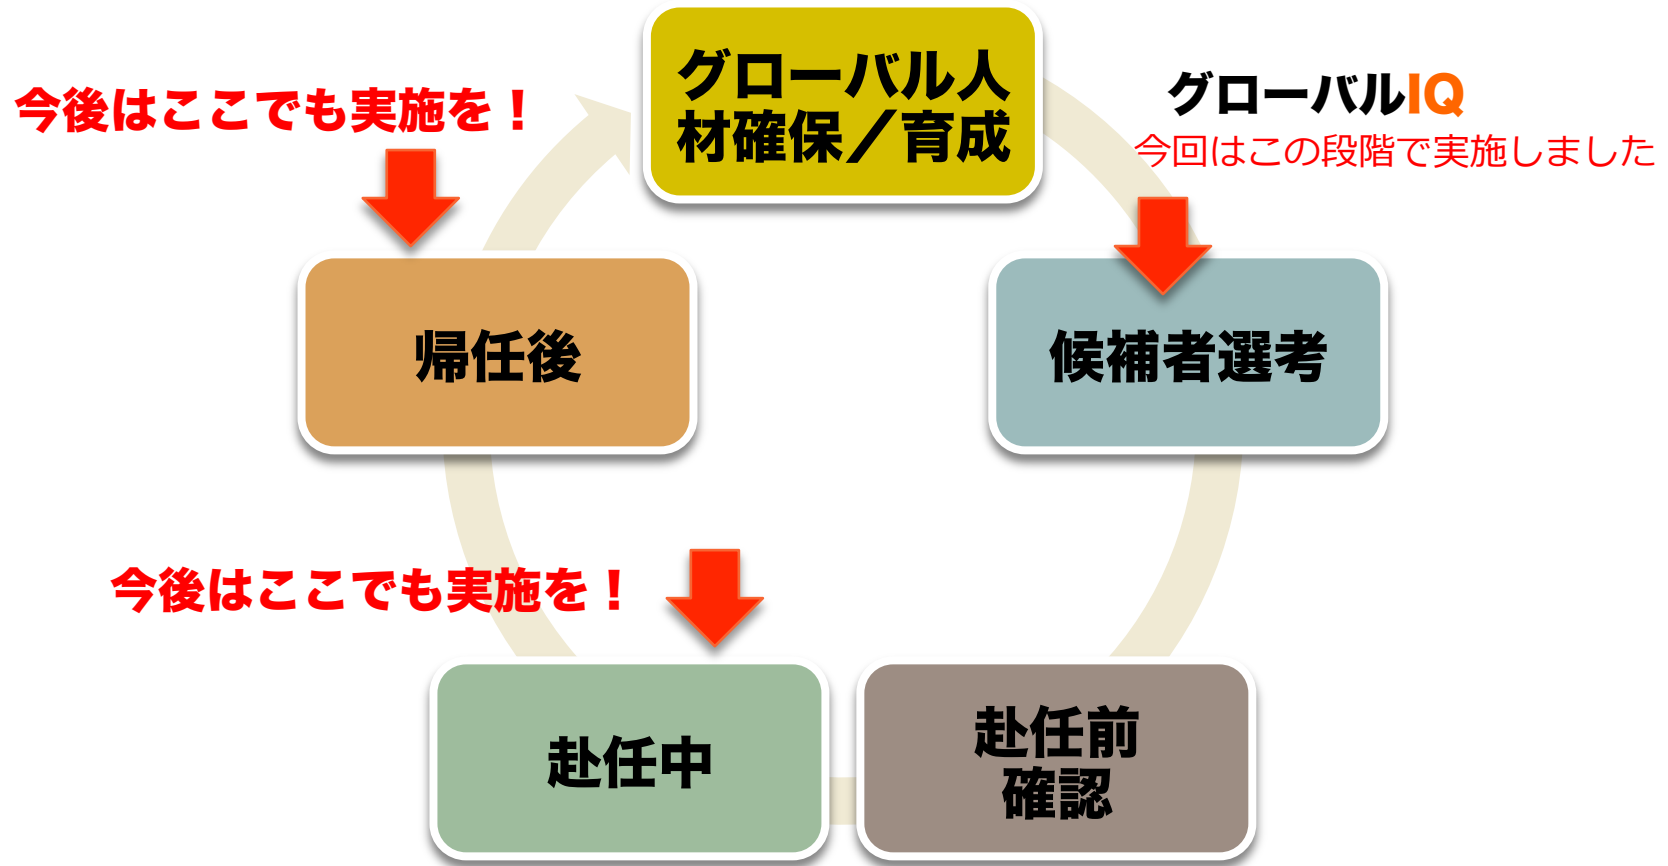 グローバル人
材確保／育成
グローバルIQ
今回はこの段階で実施しました
今後はここでも実施を！
帰任後
候補者選考
今後はここでも実施を！
赴任中
赴任前
確認